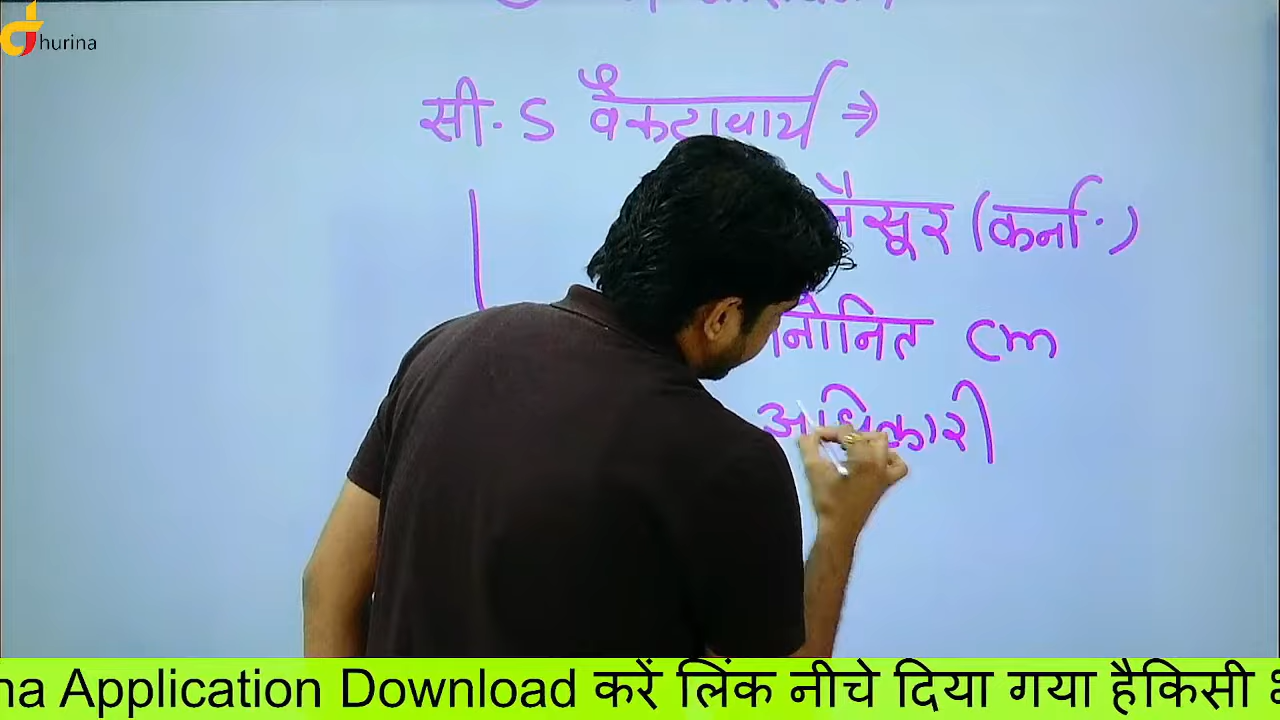 hurina
सी. S वैंकटाचार्य ⇒
(कर्ना.)
cm
अधिकारी
na Application Download करें लिंक नीचे दिया गया हैकिसी